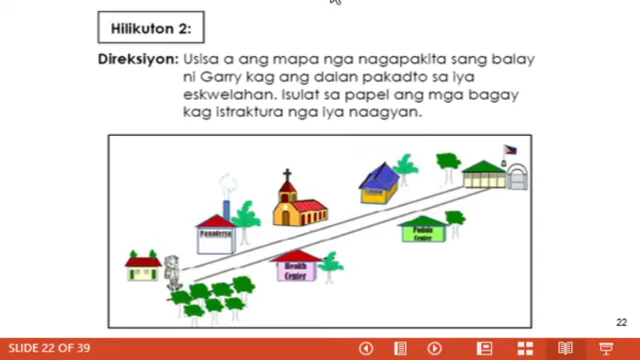 Hilikuton 2:
Direksiyon: Usisa a ang mapa nga nagapakita sang balay
ni Garry kag ang dalan pakadto sa iya
eskwelahan. Isulat sa papel ang mga bagay
kag istraktura nga iya naagyan.
Panaderya
Health
Center
Center
22
SLIDE 22 OF 39